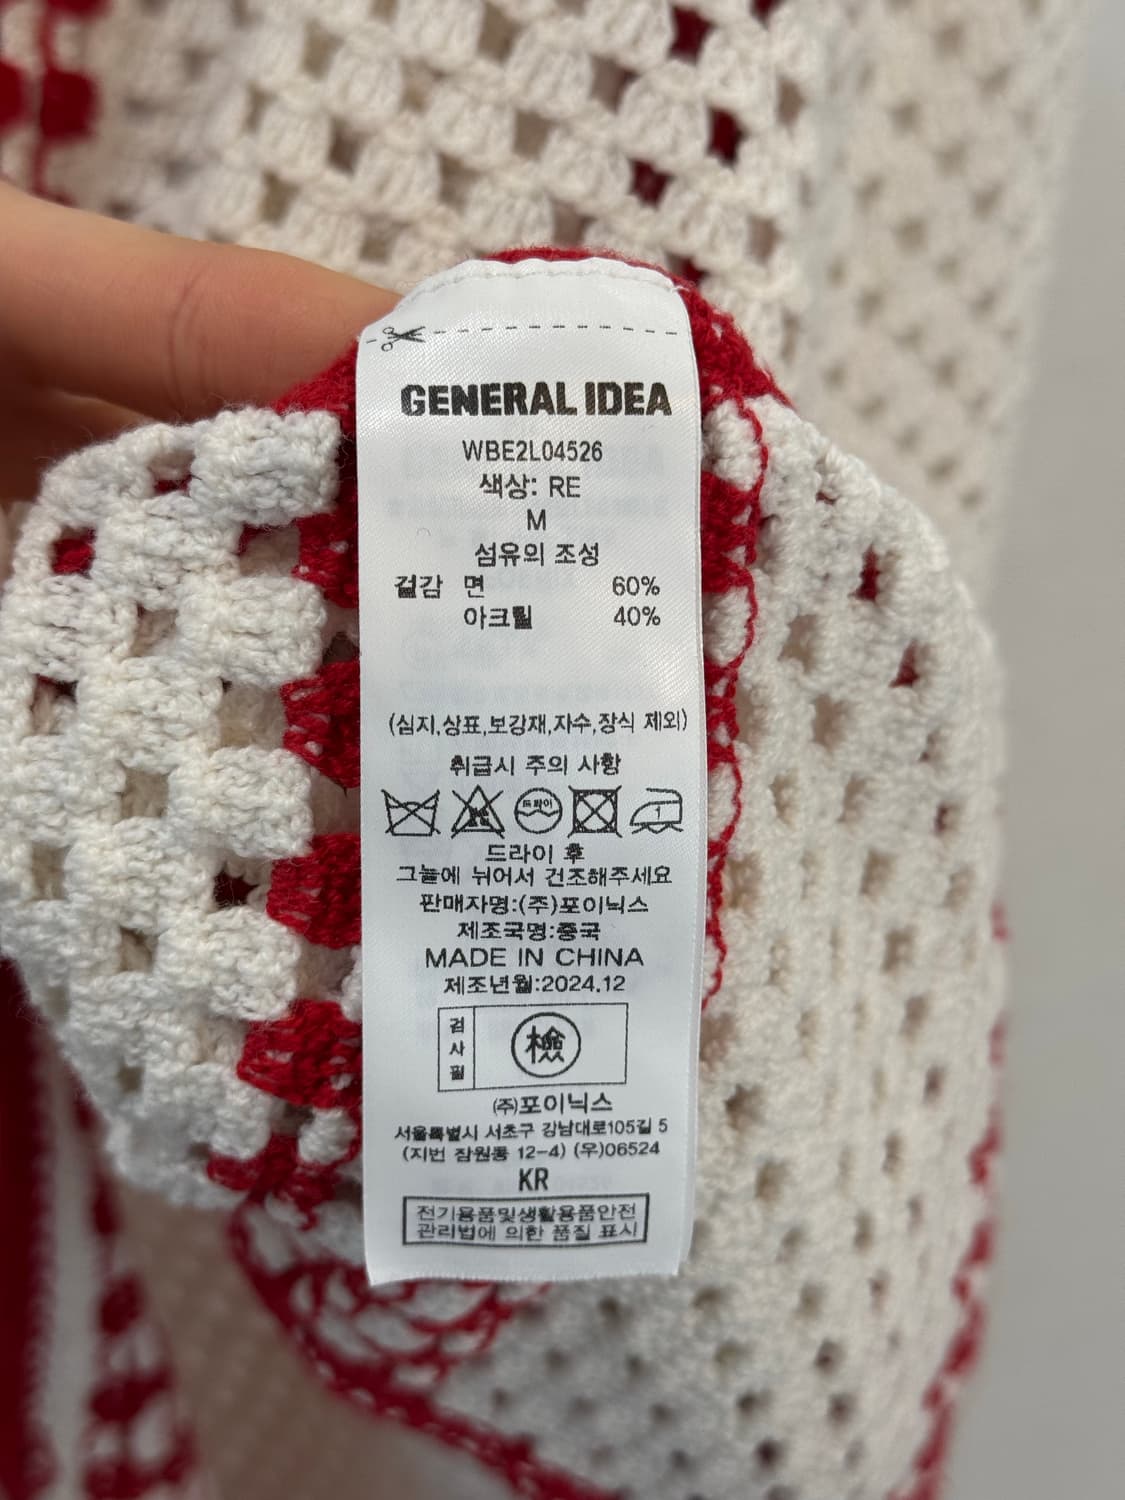 GENERAL IDEA
WBE2L04526
색상: RE
M
섬유의 조성
겉감 면 60%
아크릴 40%
(심지,상표,보강재,자수,장식 제외)
취급시 주의 사항
드라이
1
드라이 후
그늘에 뉘어서 건조해주세요
판매자명:(주)포이닉스
제조국명:중국
MADE IN CHINA
제조년월:2024.12
검사필
檢
㈜포이닉스
서울특별시 서초구 강남대로105길 5
(지번 잠원동 12-4) (우)06524
KR
전기용품및생활용품안전
관리법에 의한 품질 표시